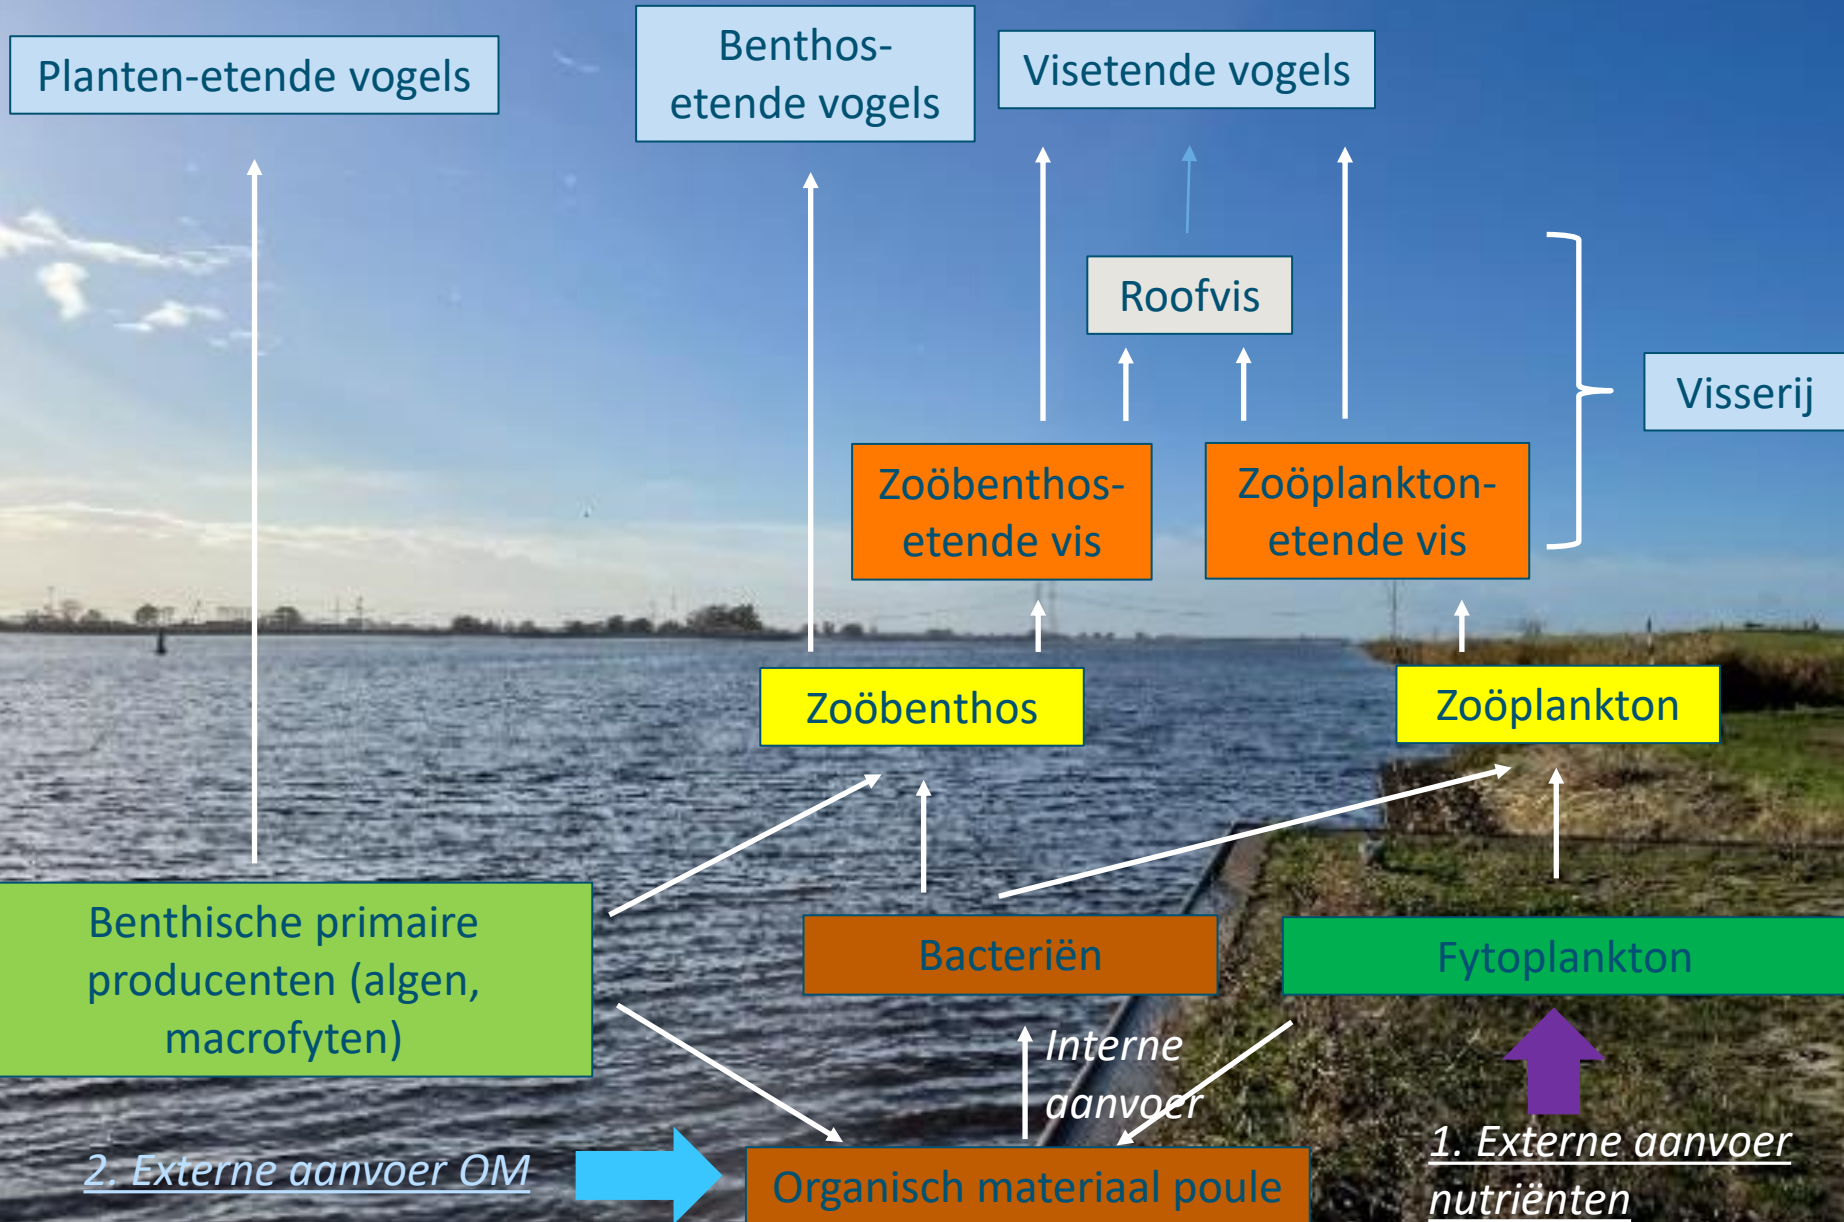 Planten-etende vogels
Benthos-
etende vogels
Visetende vogels
Roofvis
Visserij
Zoöbenthos-
etende vis
Zoöplankton-
etende vis
Zoöbenthos
Zoöplankton
Benthische primaire
producenten (algen,
macrofyten)
Bacteriën
Fytoplankton
Interne
aanvoer
2. Externe aanvoer OM
Organisch materiaal poule
1. Externe aanvoer
nutriënten